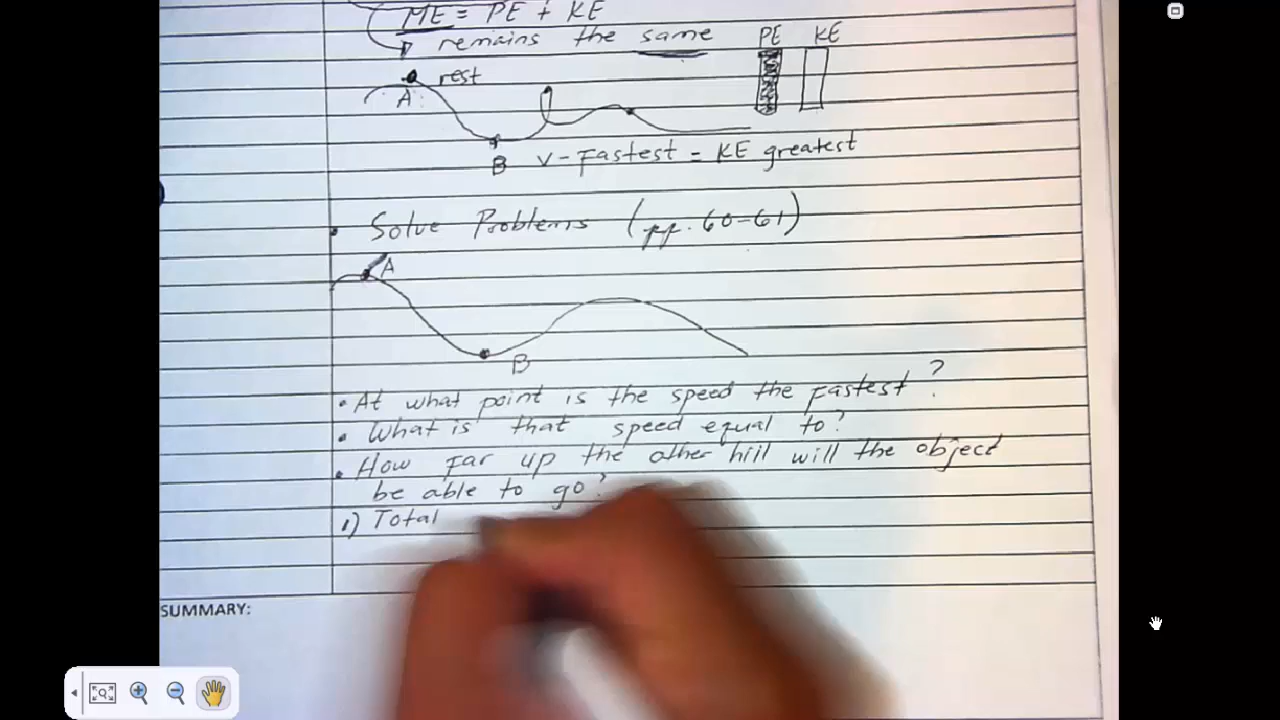 ME = PE + KE
remains the same PE KE
rest
A
B v-fastest = KE greatest
• Solve Problems (pp. 60-61)
A
B
• At what point is the speed the fastest?
• What is that speed equal to?
• How far up the other hill will the object
be able to go?
1) Total
SUMMARY: